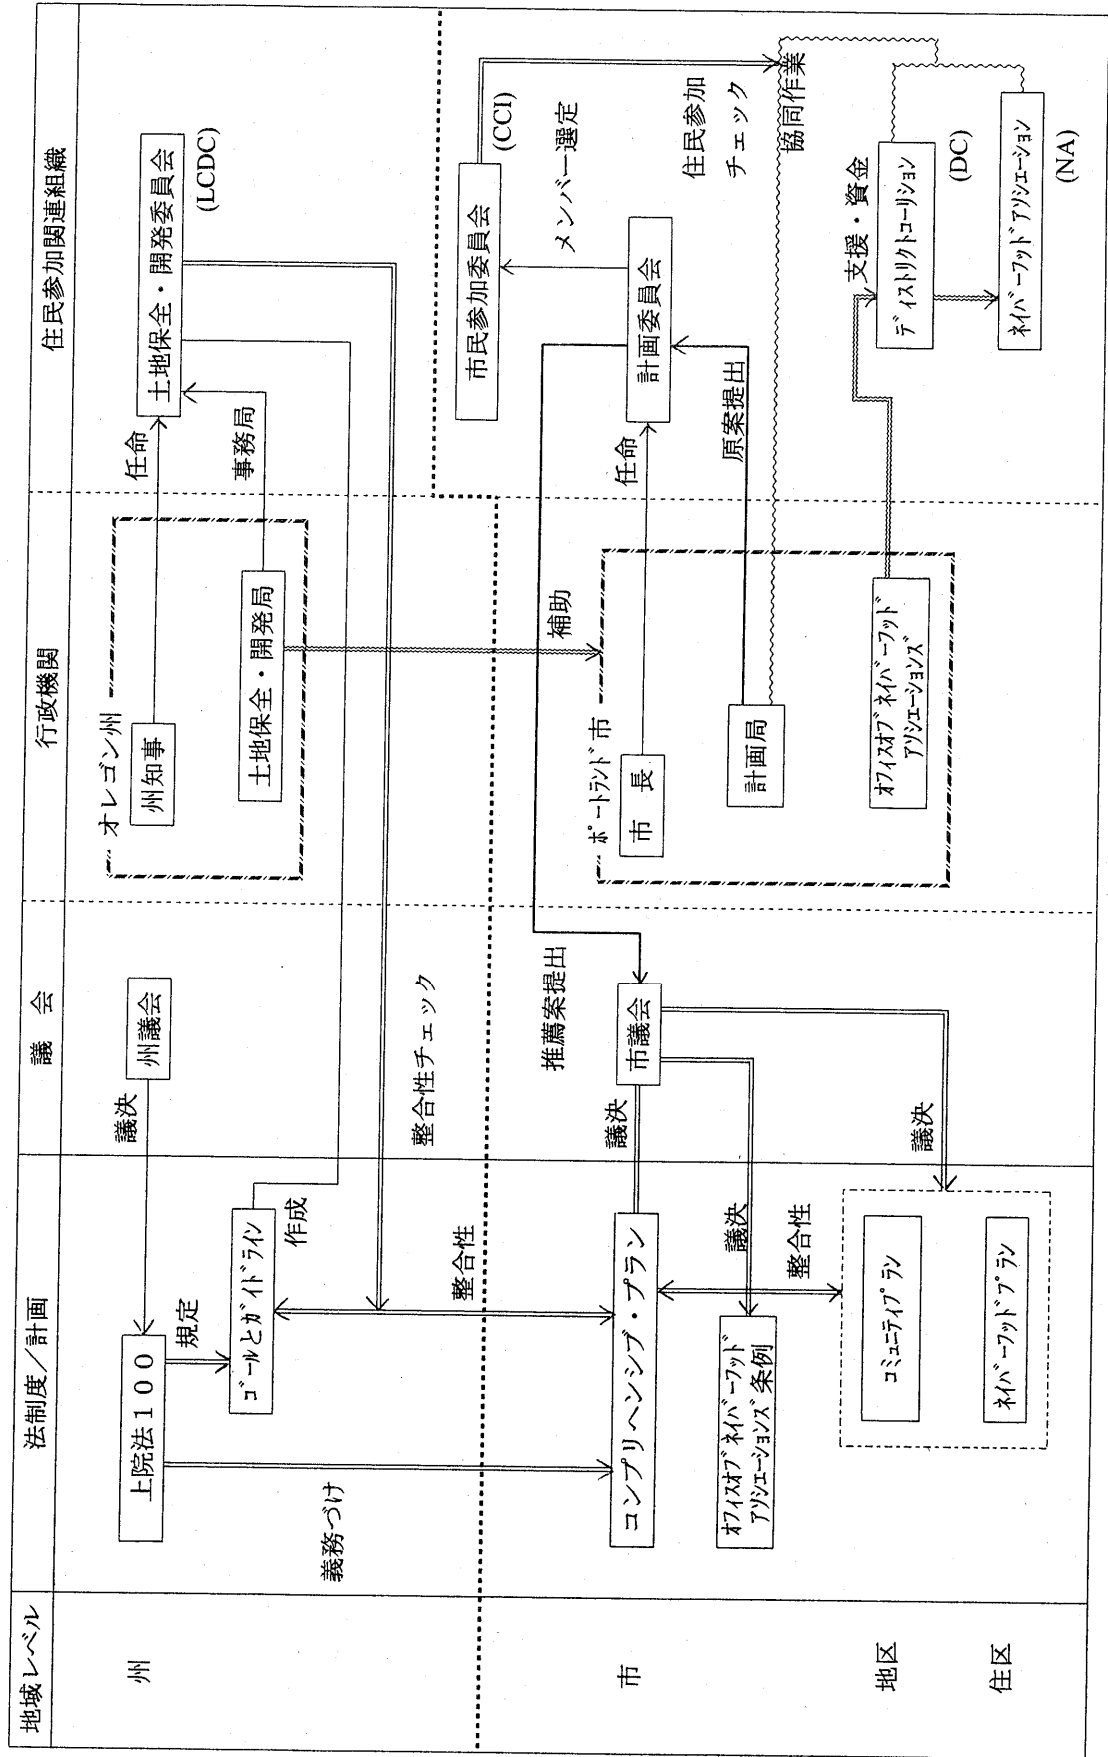 地域レベル
法制度／計画
議　会
行政機関
住民参加関連組織
州
上院法１００
規定
ゴールとガイドライン
作成
義務づけ
議決
州議会
整合性チェック
オレゴン州
州知事
土地保全・開発局
任命
事務局
土地保全・開発委員会
(LCDC)
補助
整合性
市
コンプリヘンシブ・プラン
議決
市議会
推薦案提出
オフィスオブネイバーフッド
アソシエーションズ条例
議決
整合性
議決
ポートランド市
市　長
計画局
オフィスオブネイバーフッド
アソシエーションズ
任命
原案提出
計画委員会
メンバー選定
市民参加委員会
(CCI)
住民参加
チェック
協同作業
支援・資金
地区
コミュニティプラン
ディストリクトコーリション
(DC)
住区
ネイバーフッドプラン
ネイバーフッドアソシエーション
(NA)